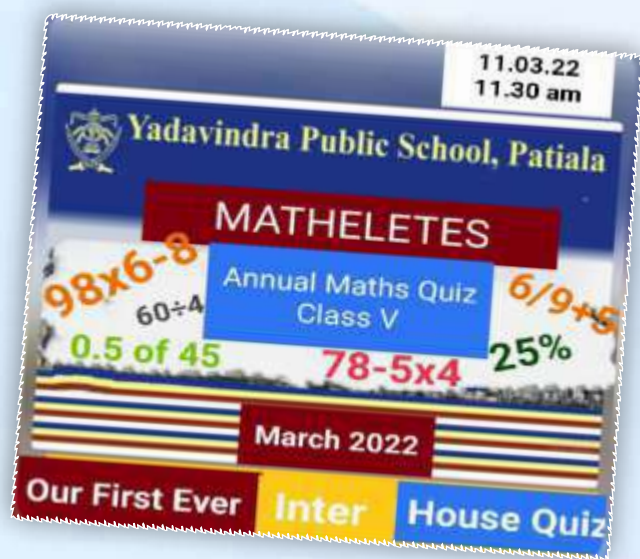 11.03.22
11.30 am
Yadavindra Public School, Patiala
MATHELETES
98x6-8
60÷4
0.5 of 45
Annual Maths Quiz
Class V
6/9+5
25%
78-5x4
March 2022
Our First Ever Inter House Quiz